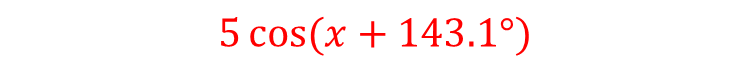 5 cos(x + 143.1°)